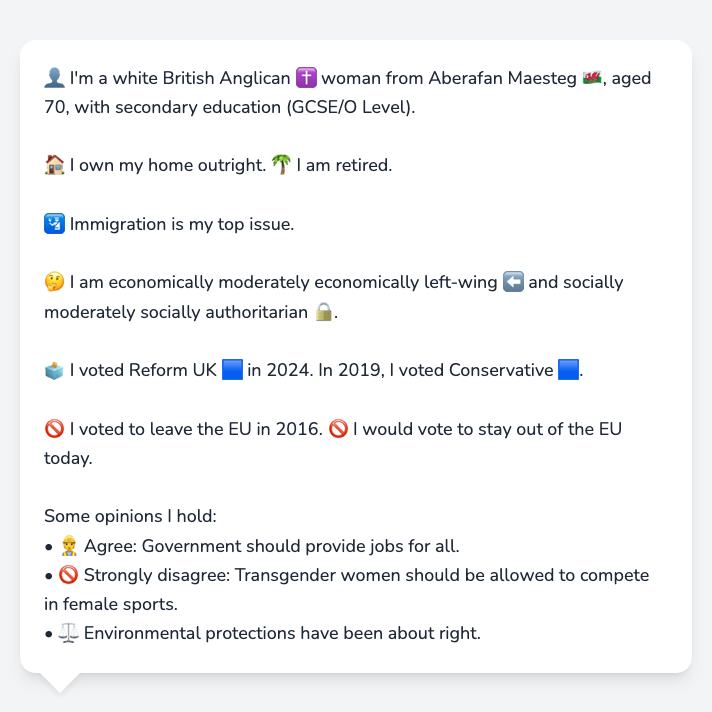 👤 I'm a white British Anglican ✝️ woman from Aberafan Maesteg 🏴󠁧󠁢󠁷󠁬󠁳󠁿, aged
70, with secondary education (GCSE/O Level).
🏠 I own my home outright. 🌴 I am retired.
🛂 Immigration is my top issue.
🤔 I am economically moderately economically left-wing ⬅️ and socially
moderately socially authoritarian 🔒.
🗳️ I voted Reform UK 🟦 in 2024. In 2019, I voted Conservative 🟦.
🚫 I voted to leave the EU in 2016. 🚫 I would vote to stay out of the EU
today.
Some opinions I hold:
• 👷 Agree: Government should provide jobs for all.
• 🚫 Strongly disagree: Transgender women should be allowed to compete
in female sports.
• ⚖️ Environmental protections have been about right.